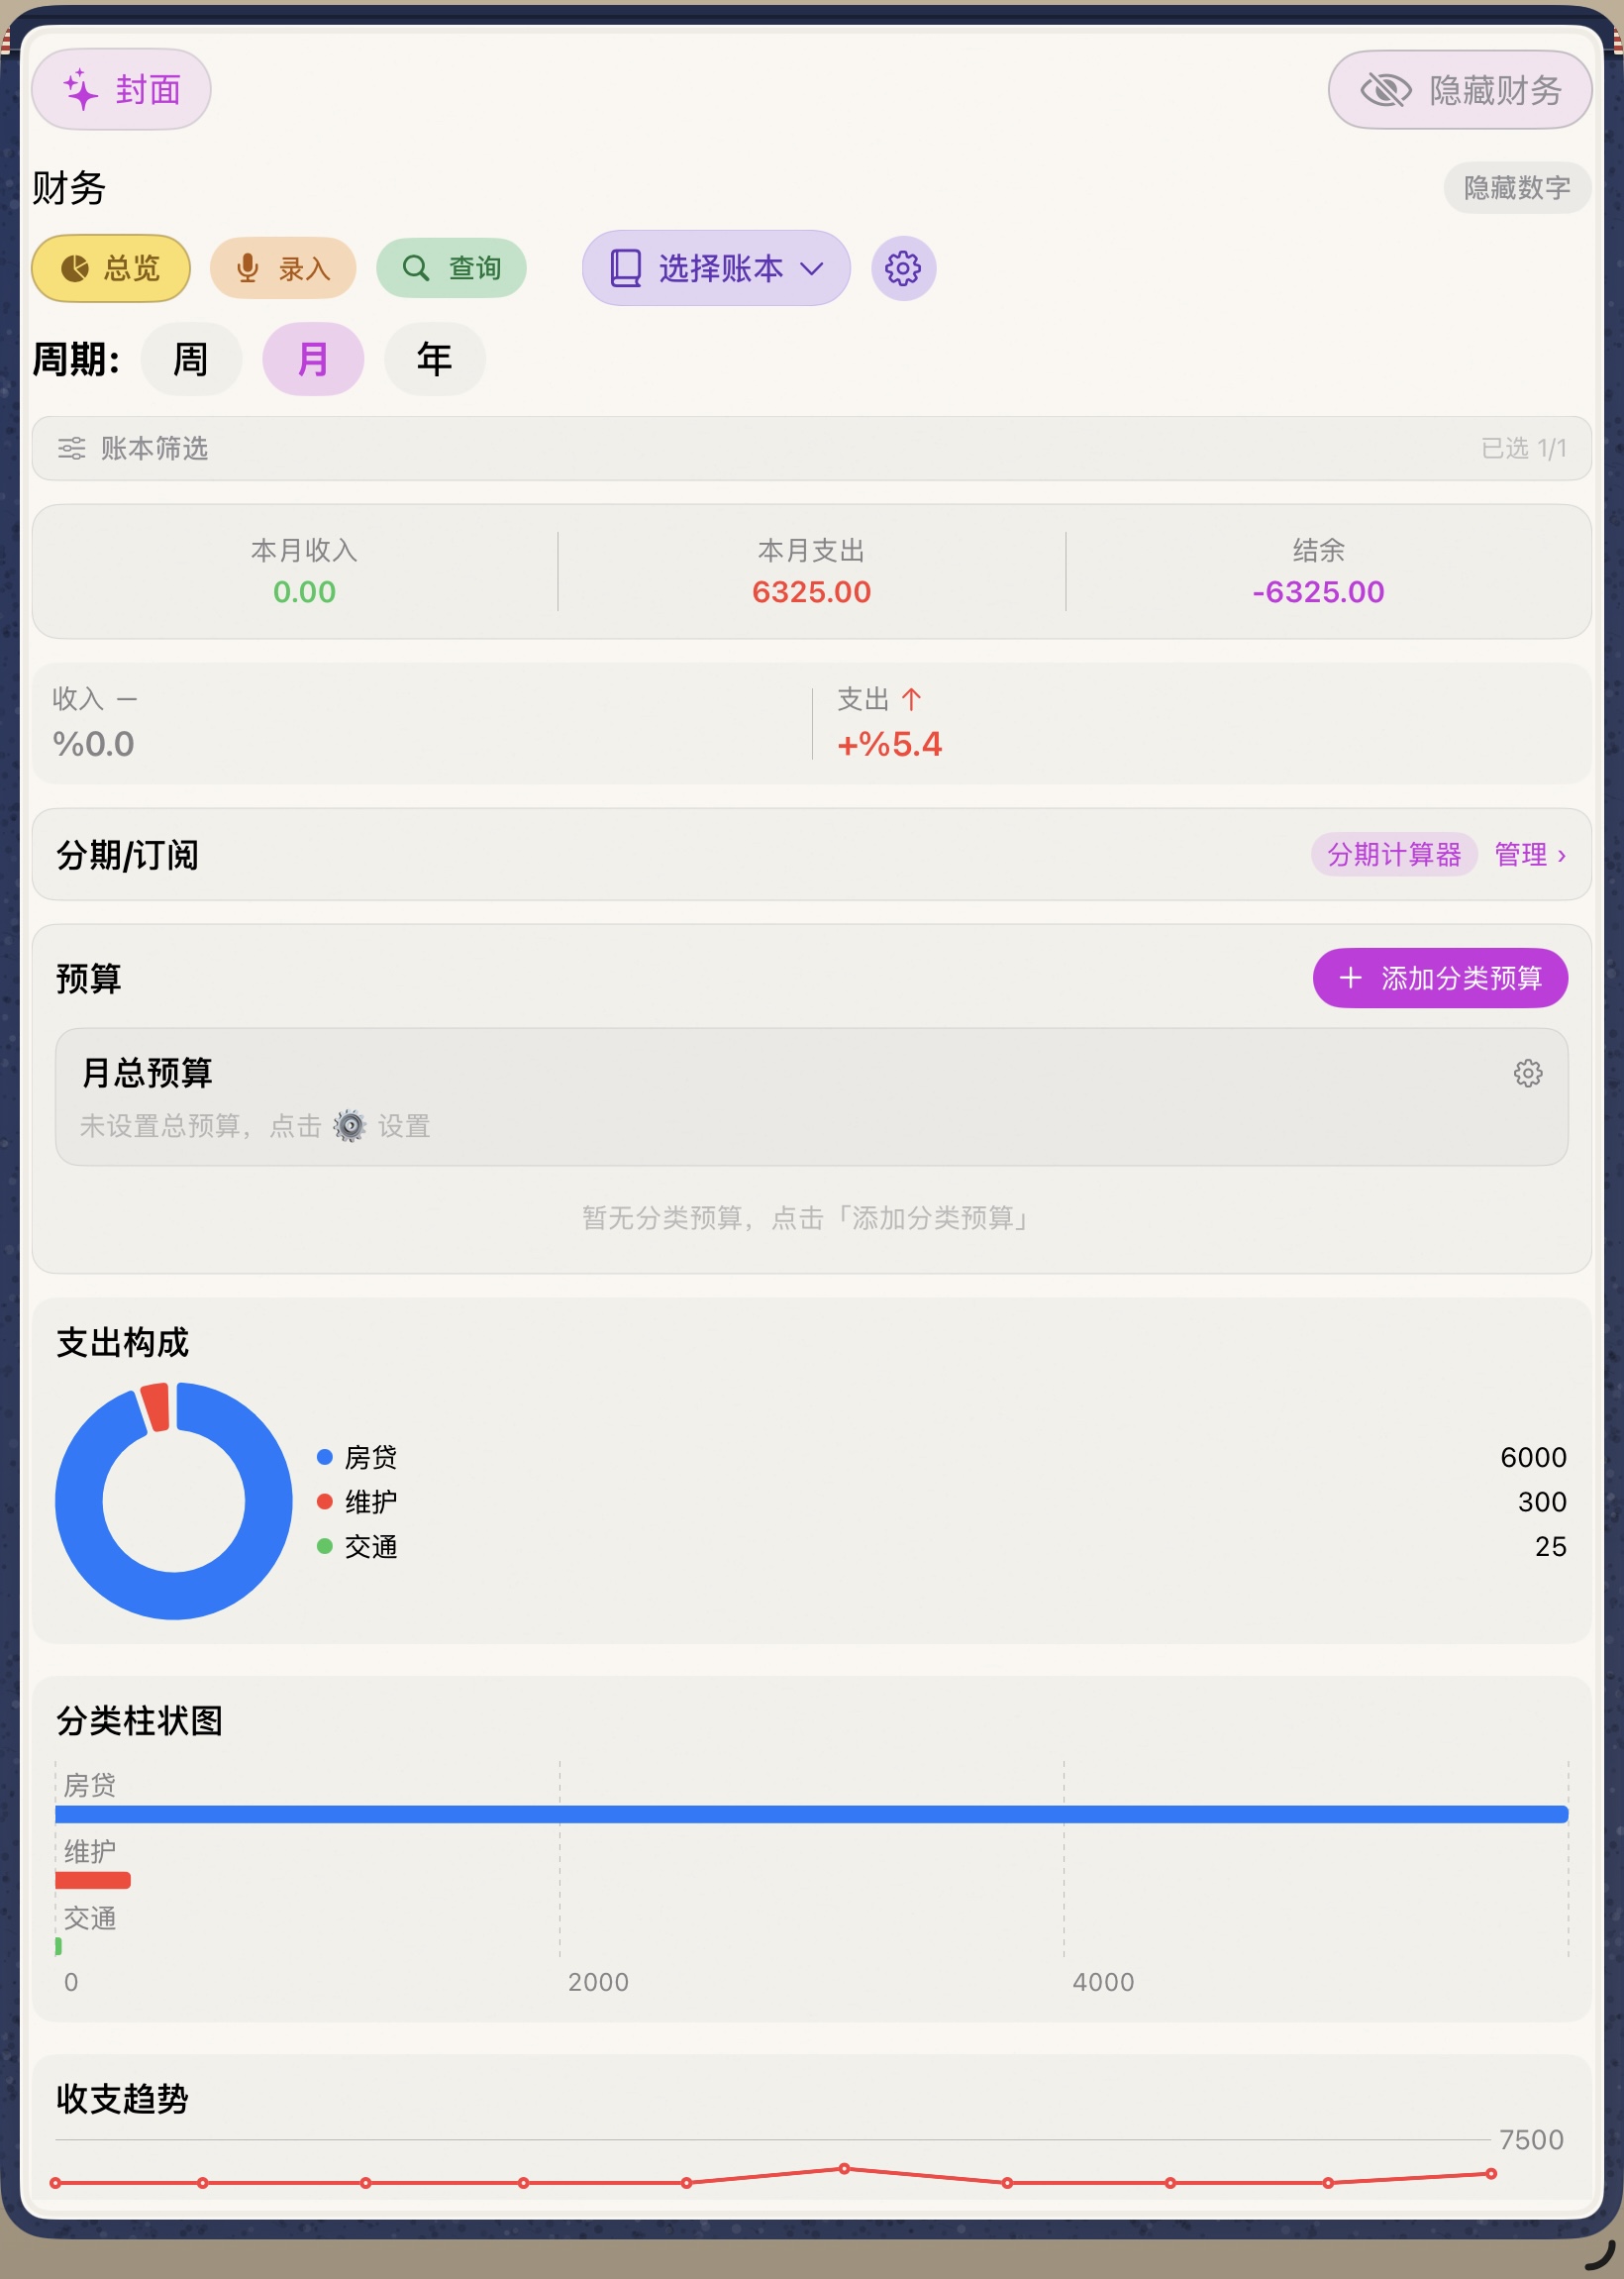 封面
隐藏财务
财务
隐藏数字
总览 录入 查询 选择账本
周期: 周 月 年
账本筛选 已选 1/1
本月收入 本月支出 结余
0.00 6325.00 -6325.00
收入 — 支出 ↑
%0.0 +%5.4
分期/订阅 分期计算器 管理 ›
预算 + 添加分类预算
月总预算
未设置总预算，点击 ⚙️ 设置
暂无分类预算，点击「添加分类预算」
支出构成
房贷 6000
维护 300
交通 25
分类柱状图
房贷
维护
交通
0 2000 4000
收支趋势
7500